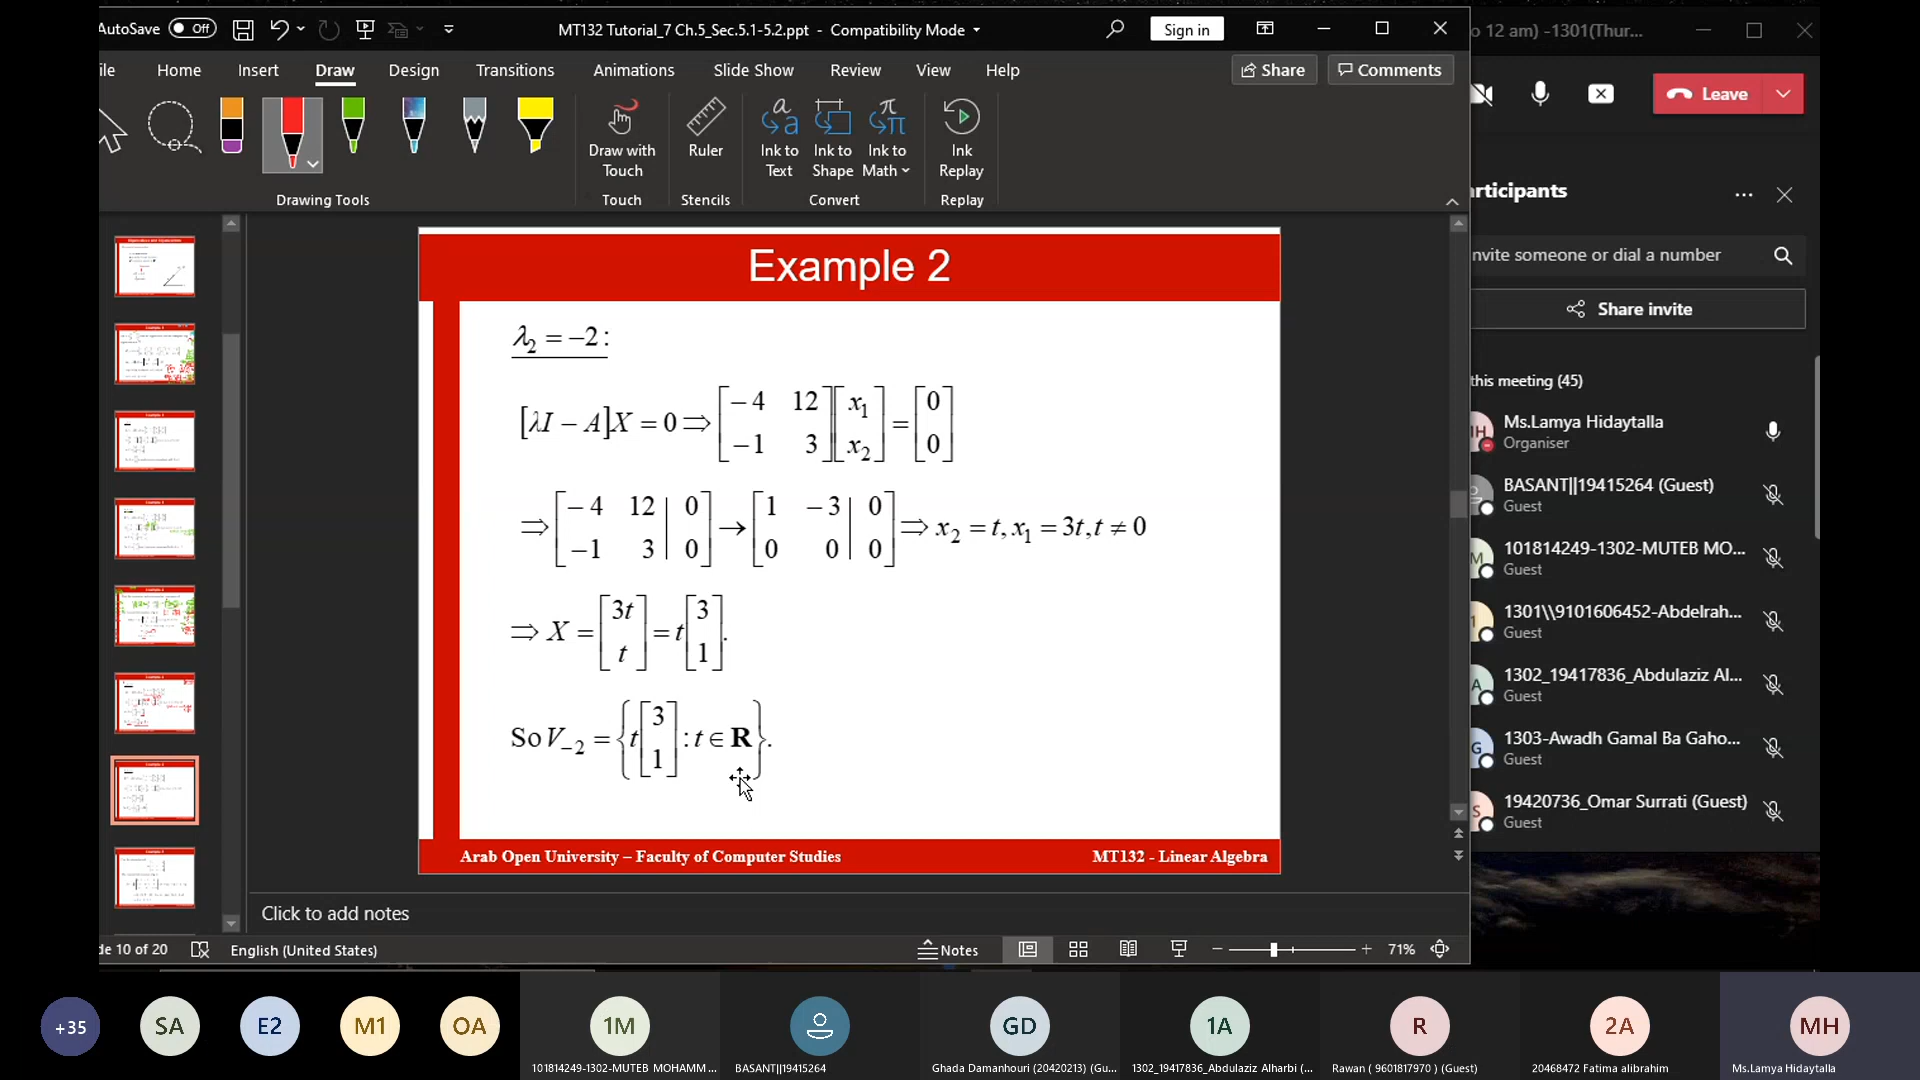 AutoSave Off MT132 Tutorial_7 Ch.5_Sec.5.1-5.2.ppt - Compatibility Mode Sign in
o 12 am) -1301(Thur...
ile Home Insert Draw Design Transitions Animations Slide Show Review View Help Share Comments
Leave
Draw with Touch
Ruler
Ink to Text
Ink to Shape
Ink to Math
Ink Replay
Drawing Tools Touch Stencils Convert Replay
Example 2
λ₂ = −2 :
[λI − A]X = 0 ⇒ [−4 12; −1 3][x₁; x₂] = [0; 0]
⇒ [−4 12 | 0; −1 3 | 0] → [1 −3 | 0; 0 0 | 0] ⇒ x₂ = t, x₁ = 3t, t ≠ 0
⇒ X = [3t; t] = t[3; 1].
So V₋₂ = {t[3; 1] : t ∈ R}.
Arab Open University – Faculty of Computer Studies MT132 - Linear Algebra
Click to add notes
de 10 of 20 English (United States) Notes 71%
articipants
nvite someone or dial a number
Share invite
this meeting (45)
Ms.Lamya Hidaytalla
Organiser
BASANT||19415264 (Guest)
Guest
101814249-1302-MUTEB MO...
Guest
1301\\9101606452-Abdelrah...
Guest
1302_19417836_Abdulaziz Al...
Guest
1303-Awadh Gamal Ba Gaho...
Guest
19420736_Omar Surrati (Guest)
Guest
+35 SA E2 M1 OA 1M GD 1A R 2A MH
101814249-1302-MUTEB MOHAMM... BASANT||19415264 Ghada Damanhouri (20420213) (Gu... 1302_19417836_Abdulaziz Alharbi (... Rawan ( 9601817970 ) (Guest) 20468472 Fatima alibrahim Ms.Lamya Hidaytalla